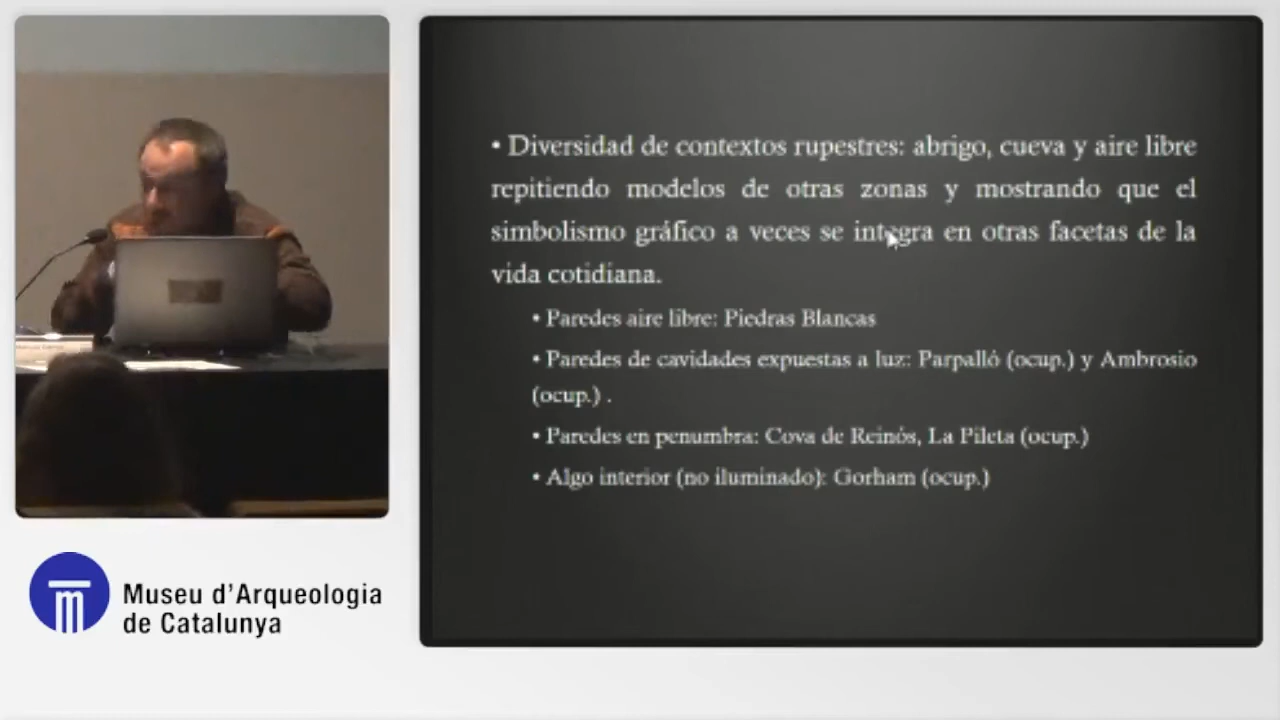 • Diversidad de contextos rupestres: abrigo, cueva y aire libre
repitiendo modelos de otras zonas y mostrando que el
simbolismo gráfico a veces se integra en otras facetas de la
vida cotidiana.
• Paredes aire libre: Piedras Blancas
• Paredes de cavidades expuestas a luz: Parpalló (ocup.) y Ambrosio
(ocup.) .
• Paredes en penumbra: Cova de Reinós, La Pileta (ocup.)
• Algo interior (no iluminado): Gorham (ocup.)
Museu d'Arqueologia
de Catalunya